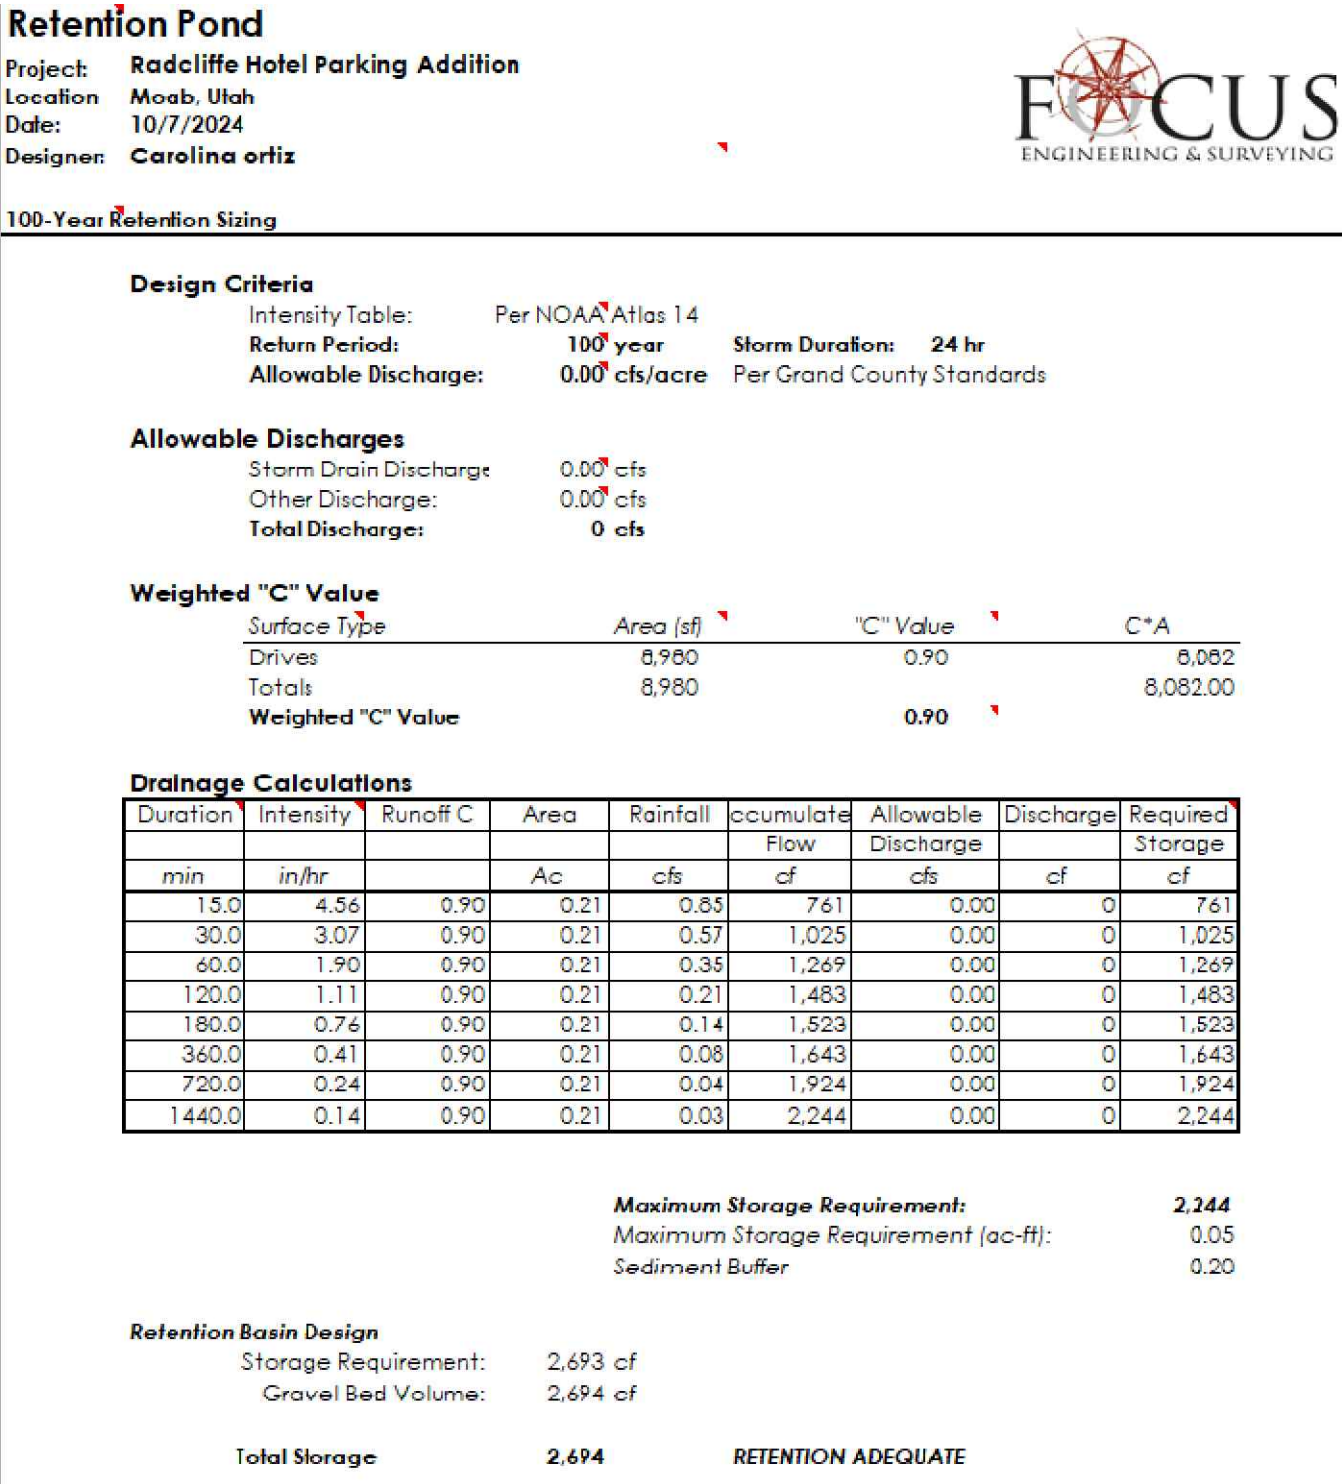 Retention Pond
Project: Radcliffe Hotel Parking Addition
Location Moab, Utah
Date: 10/7/2024
Designer: Carolina ortiz
FOCUS
ENGINEERING & SURVEYING
100-Year Retention Sizing
Design Criteria
Intensity Table: Per NOAA Atlas 14
Return Period: 100 year Storm Duration: 24 hr
Allowable Discharge: 0.00 cfs/acre Per Grand County Standards
Allowable Discharges
Storm Drain Discharge 0.00 cfs
Other Discharge: 0.00 cfs
Total Discharge: 0 cfs
Weighted "C" Value
Surface Type Area (sf) "C" Value C*A
Drives 8,980 0.90 8,082
Totals 8,980 8,082.00
Weighted "C" Value 0.90
Drainage Calculations
Duration Intensity Runoff C Area Rainfall ccumulate Allowable Discharge Required
Flow Discharge Storage
min in/hr Ac cfs cf cfs cf cf
15.0 4.56 0.90 0.21 0.85 761 0.00 0 761
30.0 3.07 0.90 0.21 0.57 1,025 0.00 0 1,025
60.0 1.90 0.90 0.21 0.35 1,269 0.00 0 1,269
120.0 1.11 0.90 0.21 0.21 1,483 0.00 0 1,483
180.0 0.76 0.90 0.21 0.14 1,523 0.00 0 1,523
360.0 0.41 0.90 0.21 0.08 1,643 0.00 0 1,643
720.0 0.24 0.90 0.21 0.04 1,924 0.00 0 1,924
1440.0 0.14 0.90 0.21 0.03 2,244 0.00 0 2,244
Maximum Storage Requirement: 2,244
Maximum Storage Requirement (ac-ft): 0.05
Sediment Buffer 0.20
Retention Basin Design
Storage Requirement: 2,693 cf
Gravel Bed Volume: 2,694 cf
Total Storage 2,694 RETENTION ADEQUATE